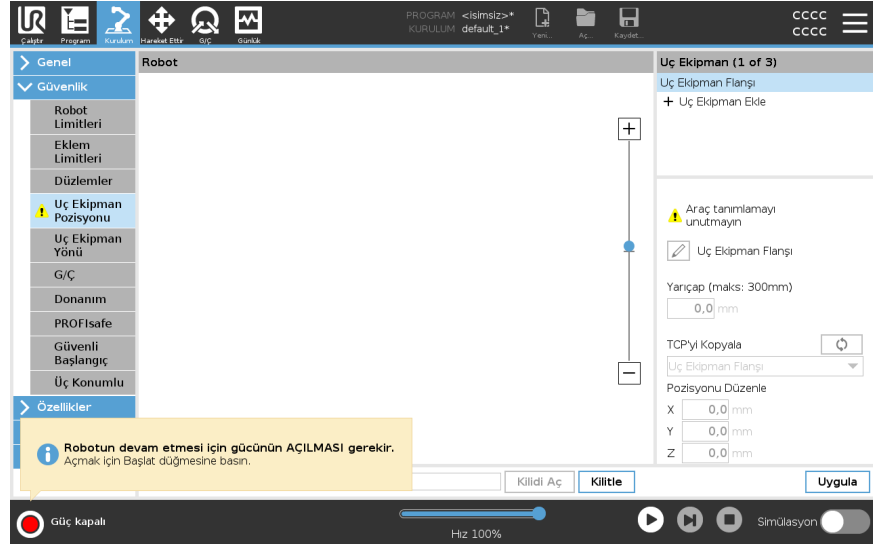 PROGRAM <isimsiz>*
KURULUM default_1*
UR
Çalıştır
Program
Kurulum
Hareket Ettir
G/Ç
Günlük
Yeni...
Aç...
Kaydet...
cccc
cccc
Genel
Güvenlik
Robot
Limitleri
Eklem
Limitleri
Düzlemler
Uç Ekipman
Pozisyonu
Uç Ekipman
Yönü
G/Ç
Donanım
PROFIsafe
Güvenli
Başlangıç
Üç Konumlu
Özellikler
Robot
Uç Ekipman (1 of 3)
Uç Ekipman Flanşı
+ Uç Ekipman Ekle
Araç tanımlamayı
unutmayın
Uç Ekipman Flanşı
Yarıçap (maks: 300mm)
0,0 mm
TCP'yi Kopyala
Uç Ekipman Flanşı
Pozisyonu Düzenle
X 0,0 mm
Y 0,0 mm
Z 0,0 mm
Robotun devam etmesi için gücünün AÇILMASI gerekir.
Açmak için Başlat düğmesine basın.
Kilidi Aç
Kilitle
Uygula
Güç kapalı
Hız 100%
Simülasyon